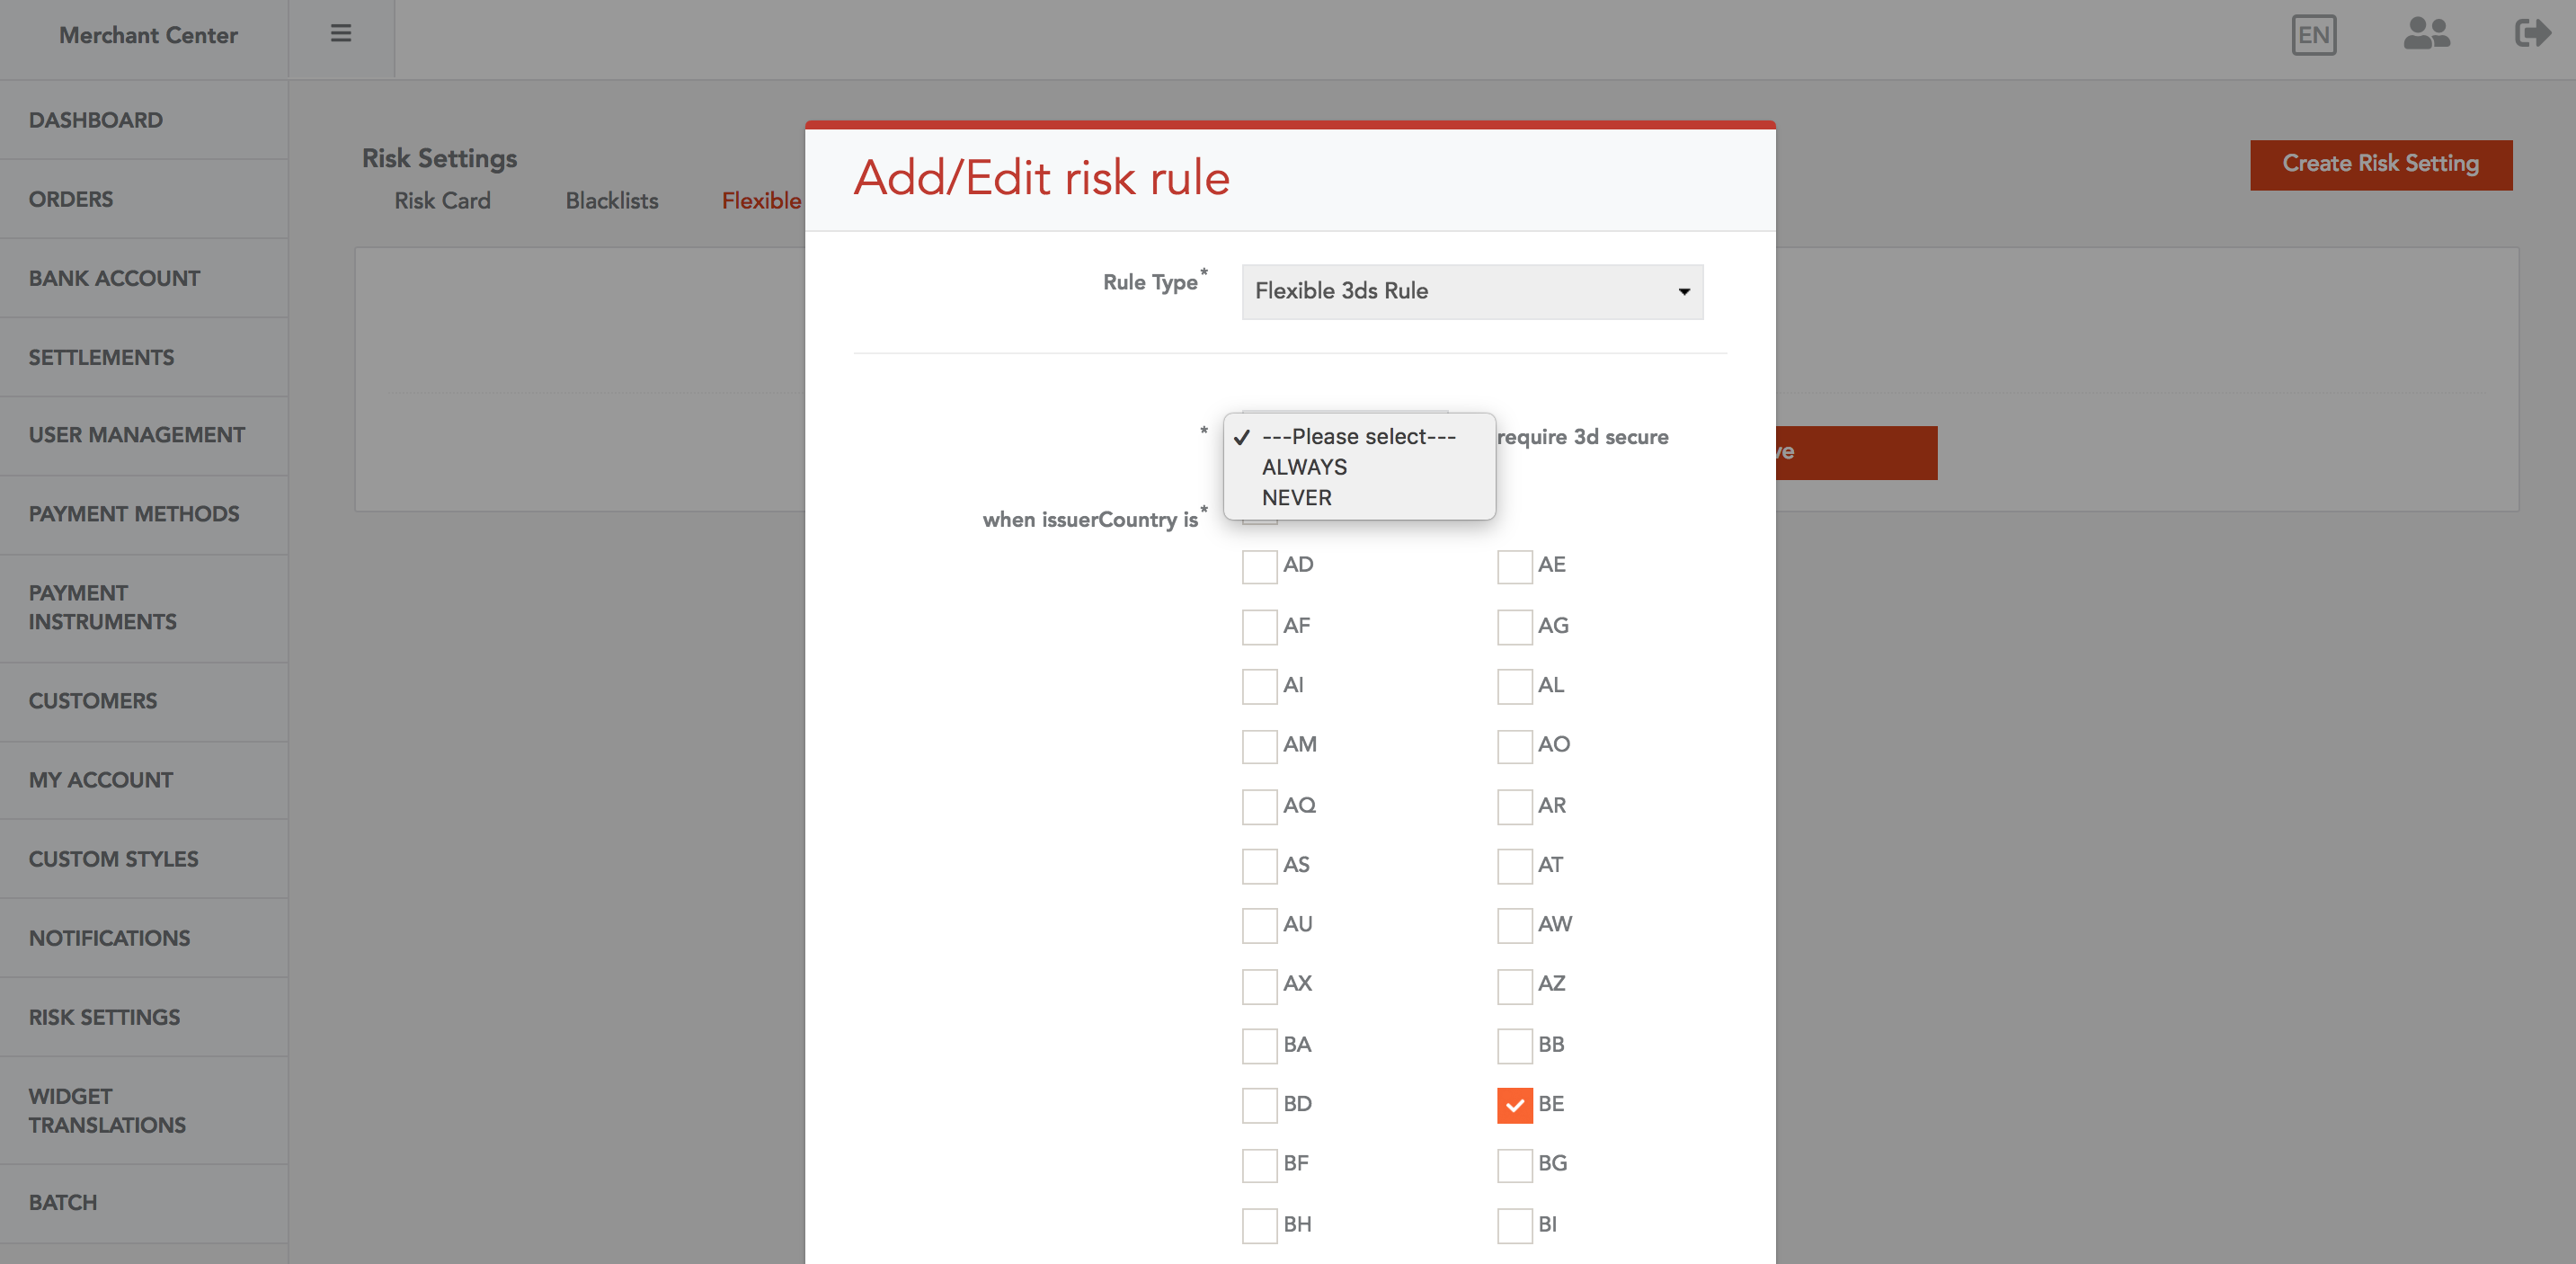 Merchant Center
EN
DASHBOARD
ORDERS
BANK ACCOUNT
SETTLEMENTS
USER MANAGEMENT
PAYMENT METHODS
PAYMENT
INSTRUMENTS
CUSTOMERS
MY ACCOUNT
CUSTOM STYLES
NOTIFICATIONS
RISK SETTINGS
WIDGET
TRANSLATIONS
BATCH
Risk Settings
Create Risk Setting
Risk Card
Blacklists
Flexible
ve
Add/Edit risk rule
Rule Type*
Flexible 3ds Rule
*
---Please select---
ALWAYS
NEVER
require 3d secure
when issuerCountry is*
AD AE
AF AG
AI AL
AM AO
AQ AR
AS AT
AU AW
AX AZ
BA BB
BD BE
BF BG
BH BI